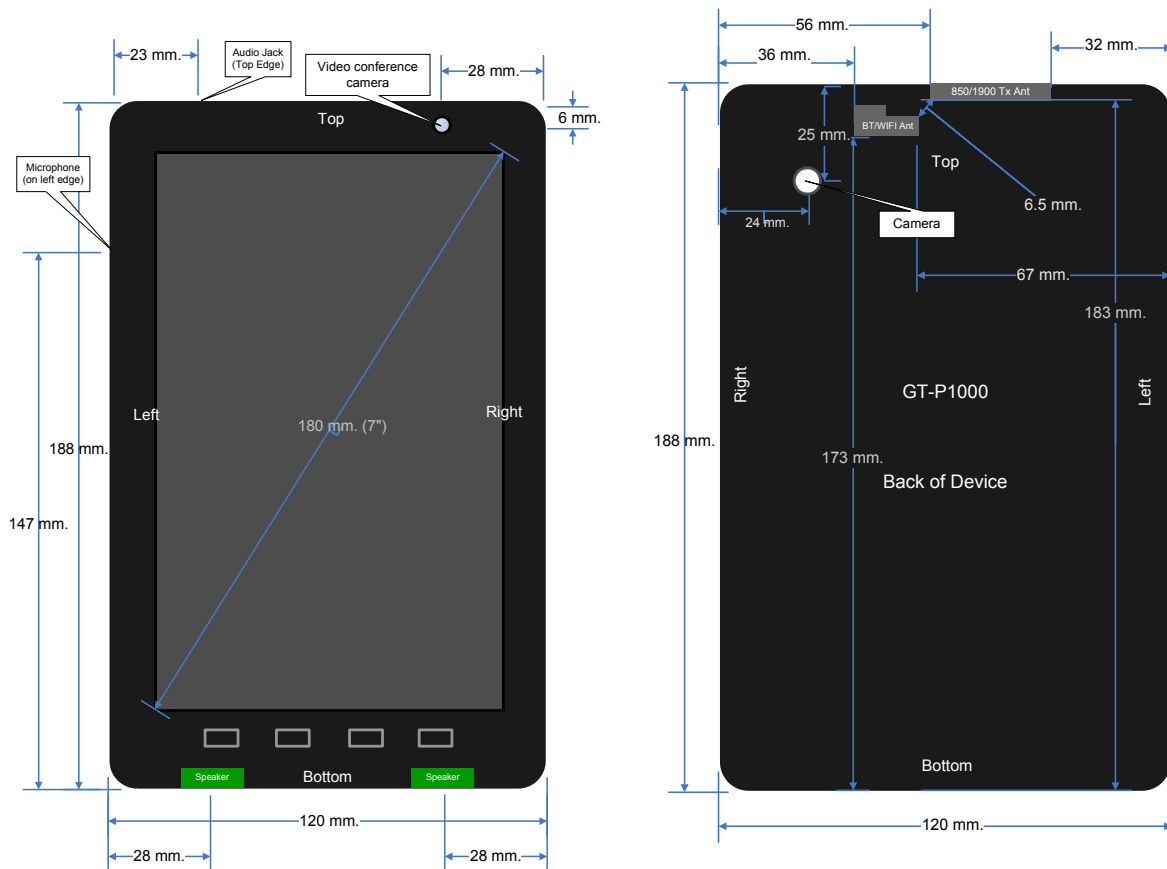 23 mm.
Audio Jack
(Top Edge)
Video conference
camera
28 mm.
6 mm.
Top
Microphone
(on left edge)
Left
Right
180 mm. (7")
188 mm.
147 mm.
Speaker
Bottom
Speaker
120 mm.
28 mm.
28 mm.
56 mm.
36 mm.
32 mm.
850/1900 Tx Ant
BT/WIFI Ant
25 mm.
Top
6.5 mm.
24 mm.
Camera
67 mm.
183 mm.
Right
Left
GT-P1000
188 mm.
173 mm.
Back of Device
Bottom
120 mm.